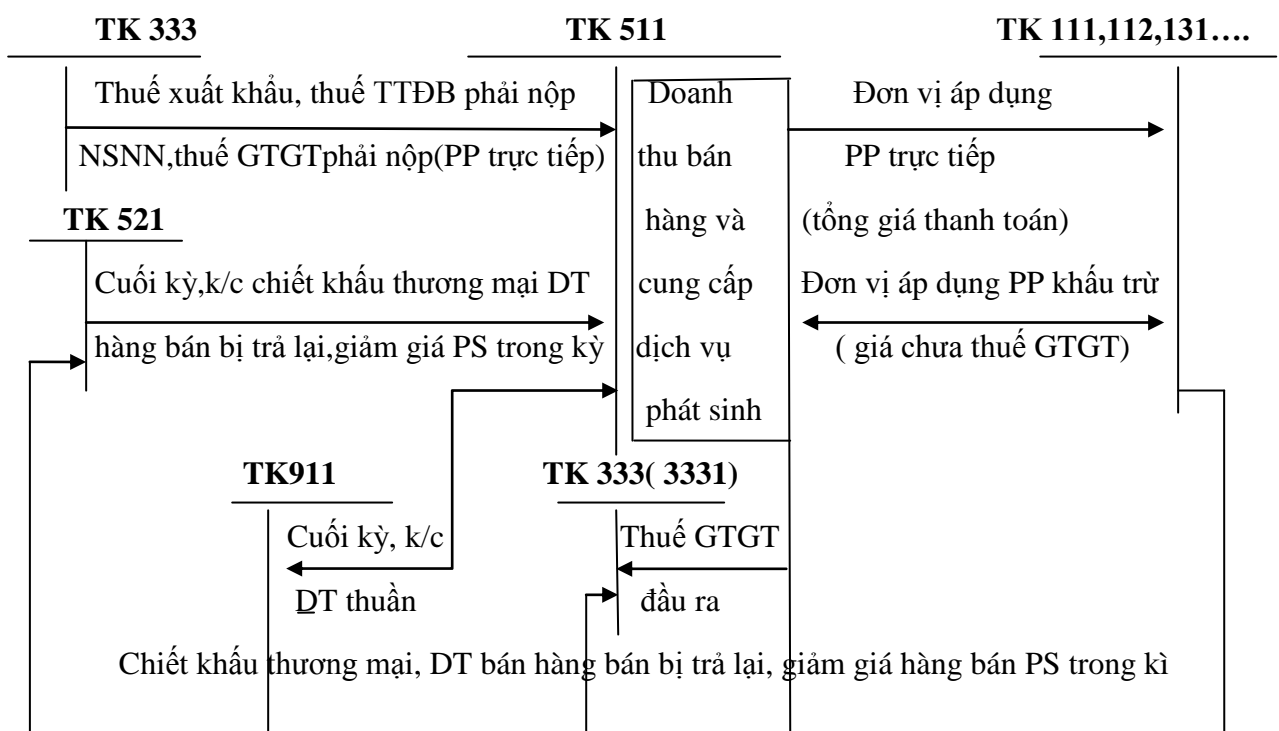 TK 333 TK 511 TK 111,112,131….
Thuế xuất khẩu, thuế TTĐB phải nộp Doanh Đơn vị áp dụng
NSNN,thuế GTGTphải nộp(PP trực tiếp) thu bán PP trực tiếp
TK 521 hàng và (tổng giá thanh toán)
Cuối kỳ,k/c chiết khấu thương mại DT cung cấp Đơn vị áp dụng PP khấu trừ
hàng bán bị trả lại,giảm giá PS trong kỳ dịch vụ ( giá chưa thuế GTGT)
phát sinh
TK911 TK 333( 3331)
Cuối kỳ, k/c Thuế GTGT
DT thuần đầu ra
Chiết khấu thương mại, DT bán hàng bán bị trả lại, giảm giá hàng bán PS trong kì